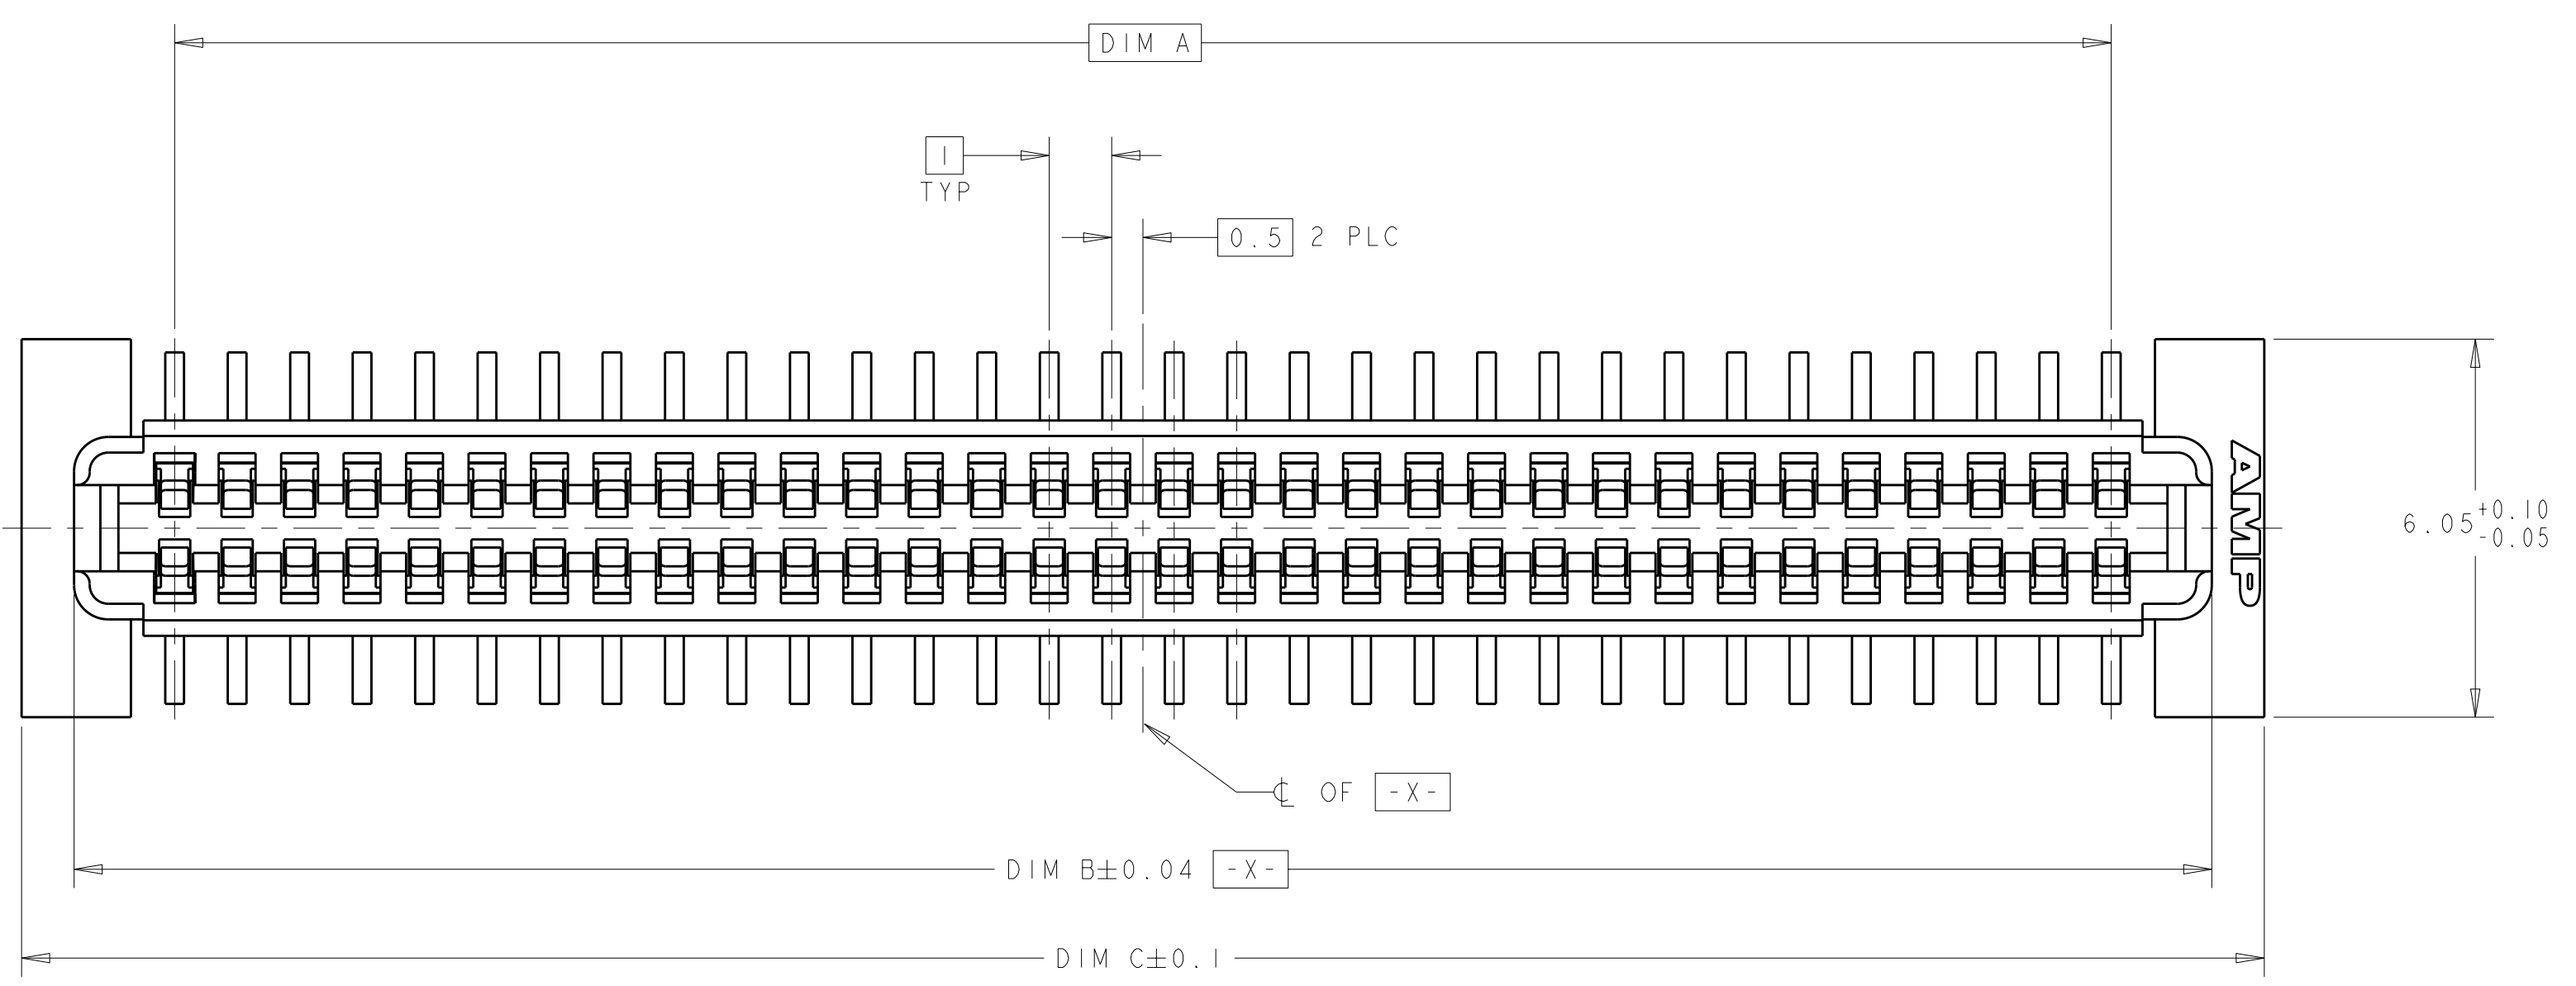 DIM A
1
TYP
0.5 2 PLC
AMP
6.05 +0.10
-0.05
℄ OF -X-
DIM B±0.04 -X-
DIM C±0.1